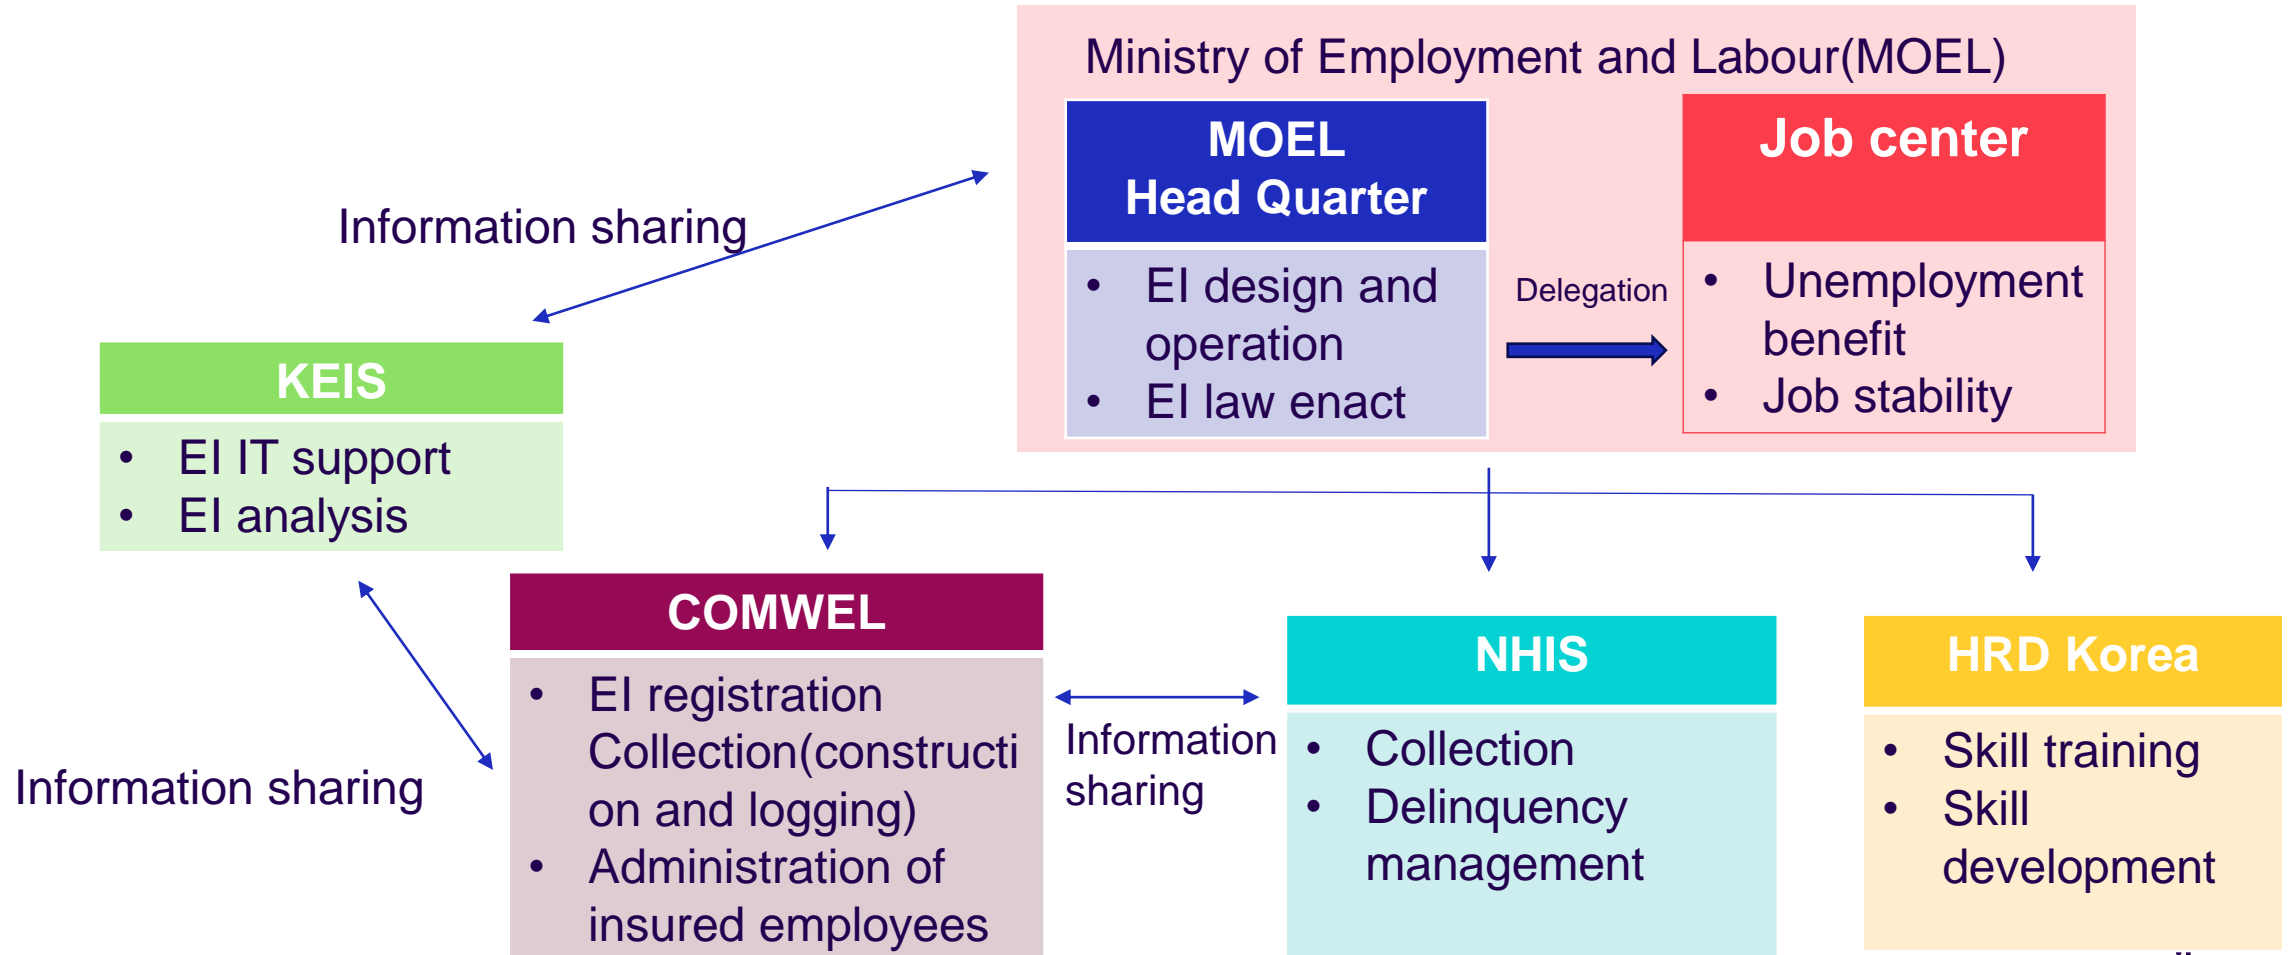 Ministry of Employment and Labour(MOEL)
MOEL
Head Quarter
• EI design and
operation
• EI law enact
Delegation
Job center
• Unemployment
benefit
• Job stability
Information sharing
KEIS
• EI IT support
• EI analysis
Information sharing
COMWEL
• EI registration
Collection(constructi
on and logging)
• Administration of
insured employees
Information
sharing
NHIS
• Collection
• Delinquency
management
HRD Korea
• Skill training
• Skill
development